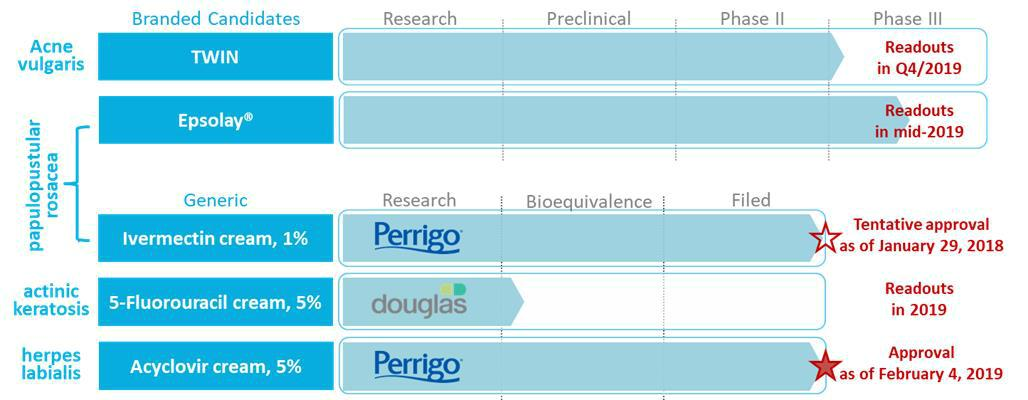 Branded Candidates Research Preclinical Phase II Phase III
Acne
vulgaris
TWIN
Readouts
in Q4/2019
Epsolay®
Readouts
in mid-2019
papulopustular
rosacea
Generic Research Bioequivalence Filed
Ivermectin cream, 1%
Perrigo
Tentative approval
as of January 29, 2018
actinic
keratosis
5-Fluorouracil cream, 5%
douglas
Readouts
in 2019
herpes
labialis
Acyclovir cream, 5%
Perrigo
Approval
as of February 4, 2019